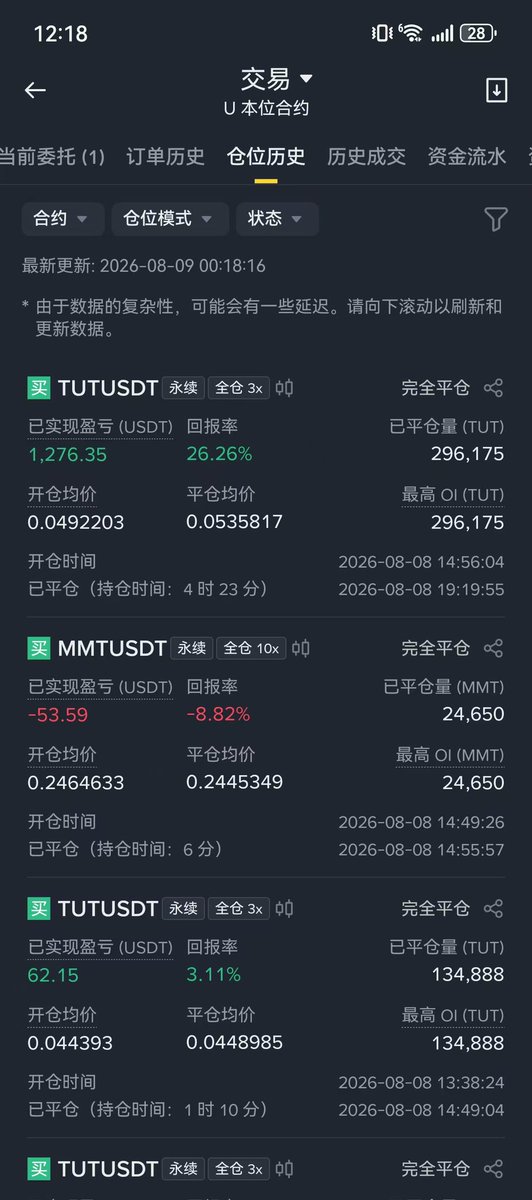 12:18
6
28
交易
U 本位合约
当前委托 (1) 订单历史 仓位历史 历史成交 资金流水
合约 仓位模式 状态
最新更新: 2026-08-09 00:18:16
* 由于数据的复杂性，可能会有一些延迟。请向下滚动以刷新和
更新数据。
买 TUTUSDT 永续 全仓 3x 完全平仓
已实现盈亏 (USDT) 回报率 已平仓量 (TUT)
1,276.35 26.26% 296,175
开仓均价 平仓均价 最高 OI (TUT)
0.0492203 0.0535817 296,175
开仓时间 2026-08-08 14:56:04
已平仓（持仓时间：4 时 23 分） 2026-08-08 19:19:55
买 MMTUSDT 永续 全仓 10x 完全平仓
已实现盈亏 (USDT) 回报率 已平仓量 (MMT)
-53.59 -8.82% 24,650
开仓均价 平仓均价 最高 OI (MMT)
0.2464633 0.2445349 24,650
开仓时间 2026-08-08 14:49:26
已平仓（持仓时间：6 分） 2026-08-08 14:55:57
买 TUTUSDT 永续 全仓 3x 完全平仓
已实现盈亏 (USDT) 回报率 已平仓量 (TUT)
62.15 3.11% 134,888
开仓均价 平仓均价 最高 OI (TUT)
0.044393 0.0448985 134,888
开仓时间 2026-08-08 13:38:24
已平仓（持仓时间：1 时 10 分） 2026-08-08 14:49:04
买 TUTUSDT 永续 全仓 3x 完全平仓